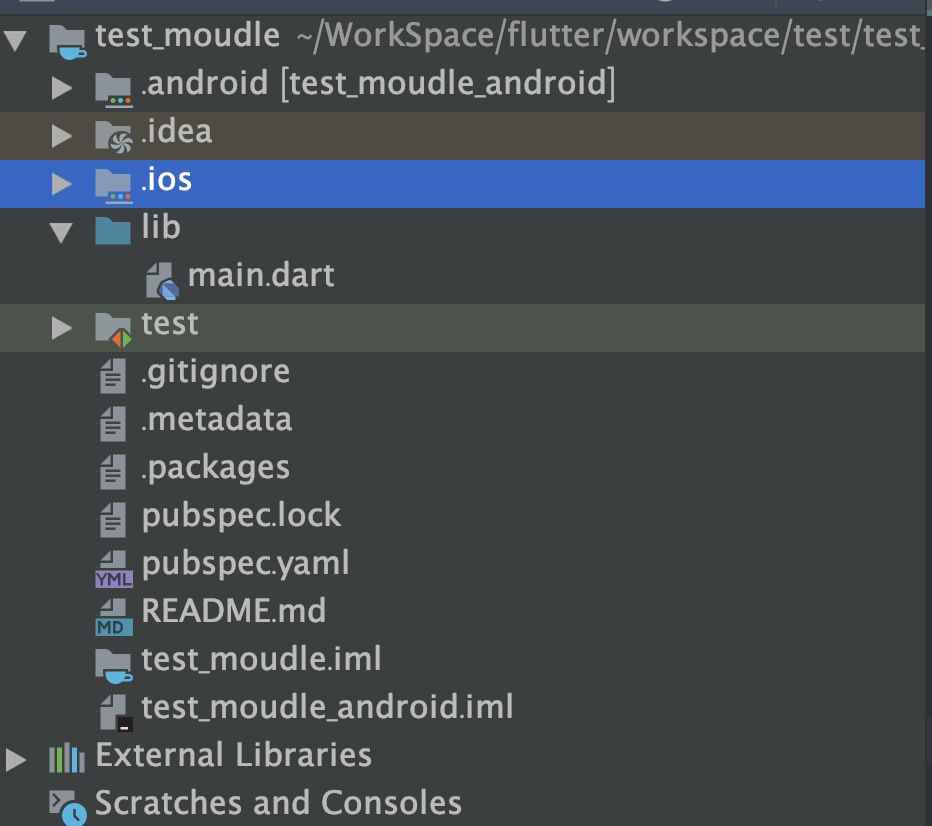 test_moudle ~/WorkSpace/flutter/workspace/test/test_
.android [test_moudle_android]
.idea
.ios
lib
main.dart
test
.gitignore
.metadata
.packages
pubspec.lock
YML pubspec.yaml
MD README.md
test_moudle.iml
test_moudle_android.iml
External Libraries
Scratches and Consoles